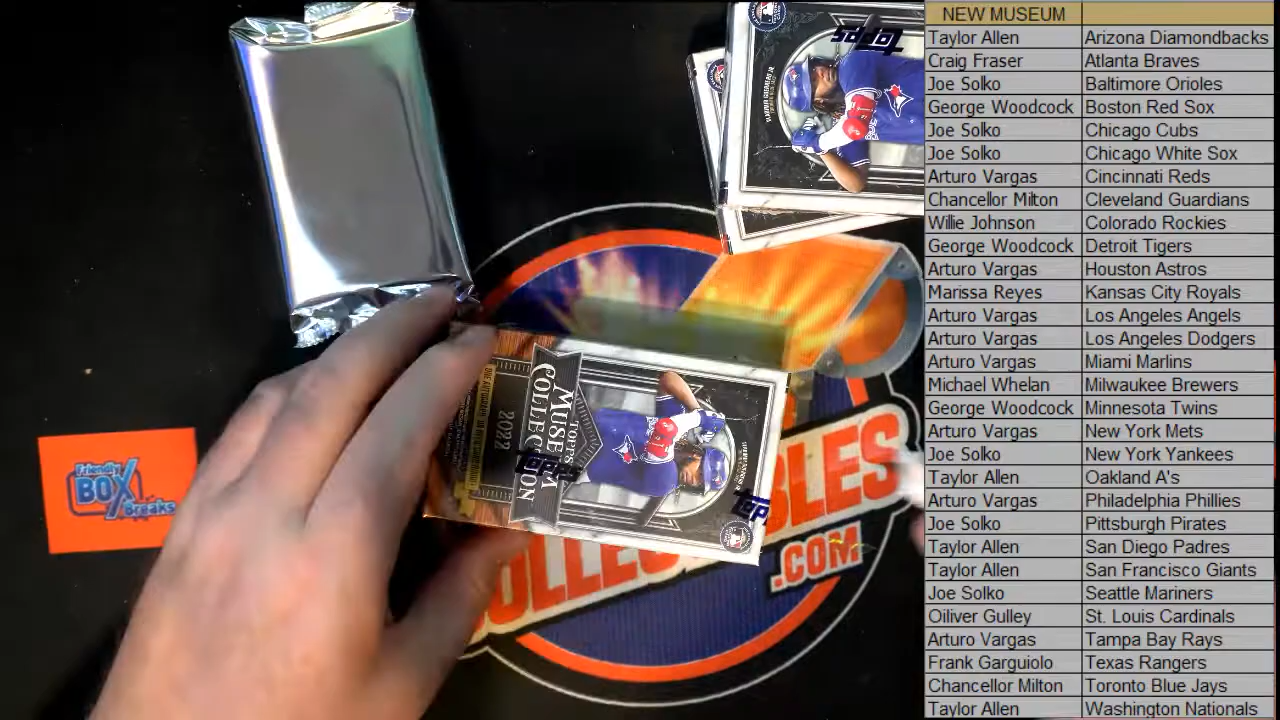 NEW MUSEUM
Taylor Allen Arizona Diamondbacks
Craig Fraser Atlanta Braves
Joe Solko Baltimore Orioles
George Woodcock Boston Red Sox
Joe Solko Chicago Cubs
Joe Solko Chicago White Sox
Arturo Vargas Cincinnati Reds
Chancellor Milton Cleveland Guardians
Willie Johnson Colorado Rockies
George Woodcock Detroit Tigers
Arturo Vargas Houston Astros
Marissa Reyes Kansas City Royals
Arturo Vargas Los Angeles Angels
Arturo Vargas Los Angeles Dodgers
Arturo Vargas Miami Marlins
Michael Whelan Milwaukee Brewers
George Woodcock Minnesota Twins
Arturo Vargas New York Mets
Joe Solko New York Yankees
Taylor Allen Oakland A's
Arturo Vargas Philadelphia Phillies
Joe Solko Pittsburgh Pirates
Taylor Allen San Diego Padres
Taylor Allen San Francisco Giants
Joe Solko Seattle Mariners
Oiliver Gulley St. Louis Cardinals
Arturo Vargas Tampa Bay Rays
Frank Garguiolo Texas Rangers
Chancellor Milton Toronto Blue Jays
Taylor Allen Washington Nationals
Topps
TOPPS
MUSEUM
COLLECTION
2022
Topps
Friendly
BOX
Breaks
.COM